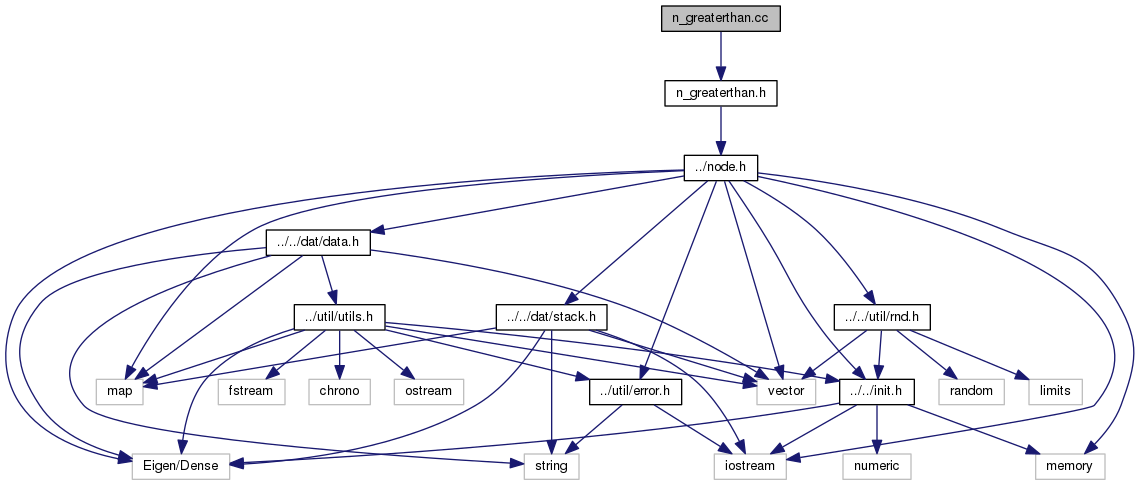 n_greaterthan.cc
n_greaterthan.h
../node.h
../../dat/data.h
../util/utils.h
../../dat/stack.h
../../util/rnd.h
map
fstream
chrono
ostream
../util/error.h
vector
../../init.h
random
limits
Eigen/Dense
string
iostream
numeric
memory